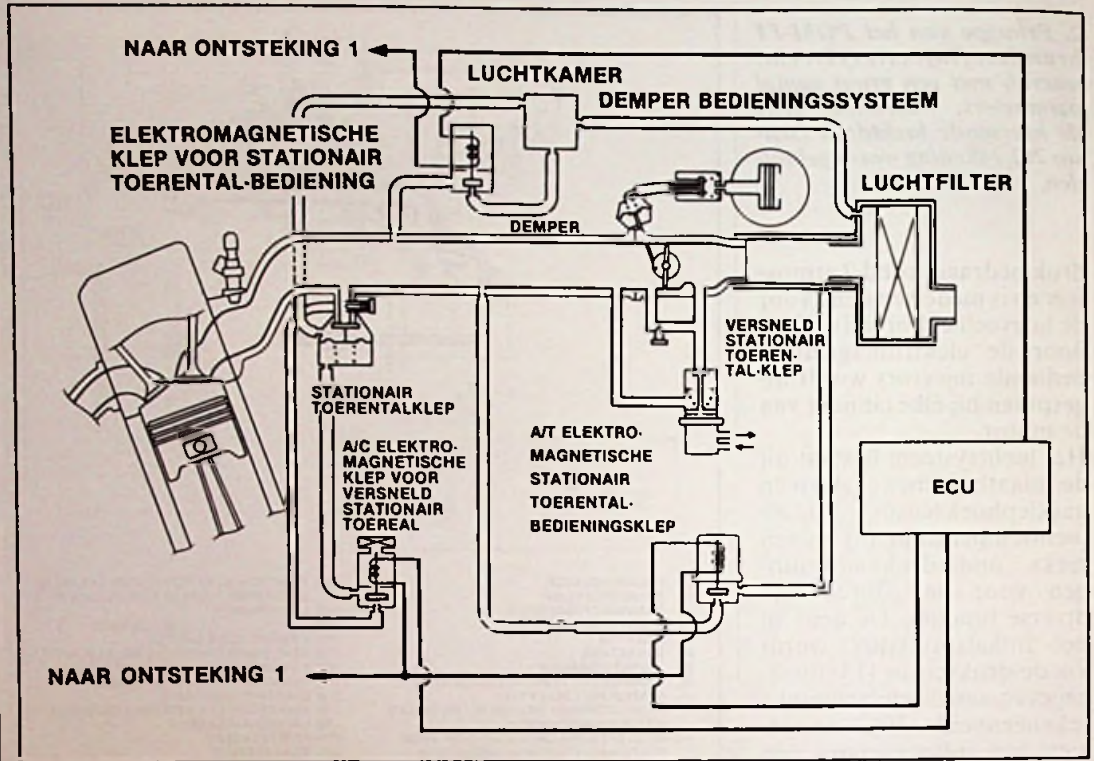 NAAR ONTSTEKING 1
LUCHTKAMER
DEMPER BEDIENINGSSYSTEEM
ELEKTROMAGNETISCHE
KLEP VOOR STATIONAIR
TOERENTAL-BEDIENING
LUCHTFILTER
DEMPER
VERSNELD
STATIONAIR
TOEREN-
TAL-KLEP
STATIONAIR
TOERENTALKLEP
A/C ELEKTRO-
MAGNETISCHE
KLEP VOOR
VERSNELD
STATIONAIR
TOEREAL
A/T ELEKTRO-
MAGNETISCHE
STATIONAIR
TOERENTAL-
BEDIENINGSKLEP
ECU
NAAR ONTSTEKING 1